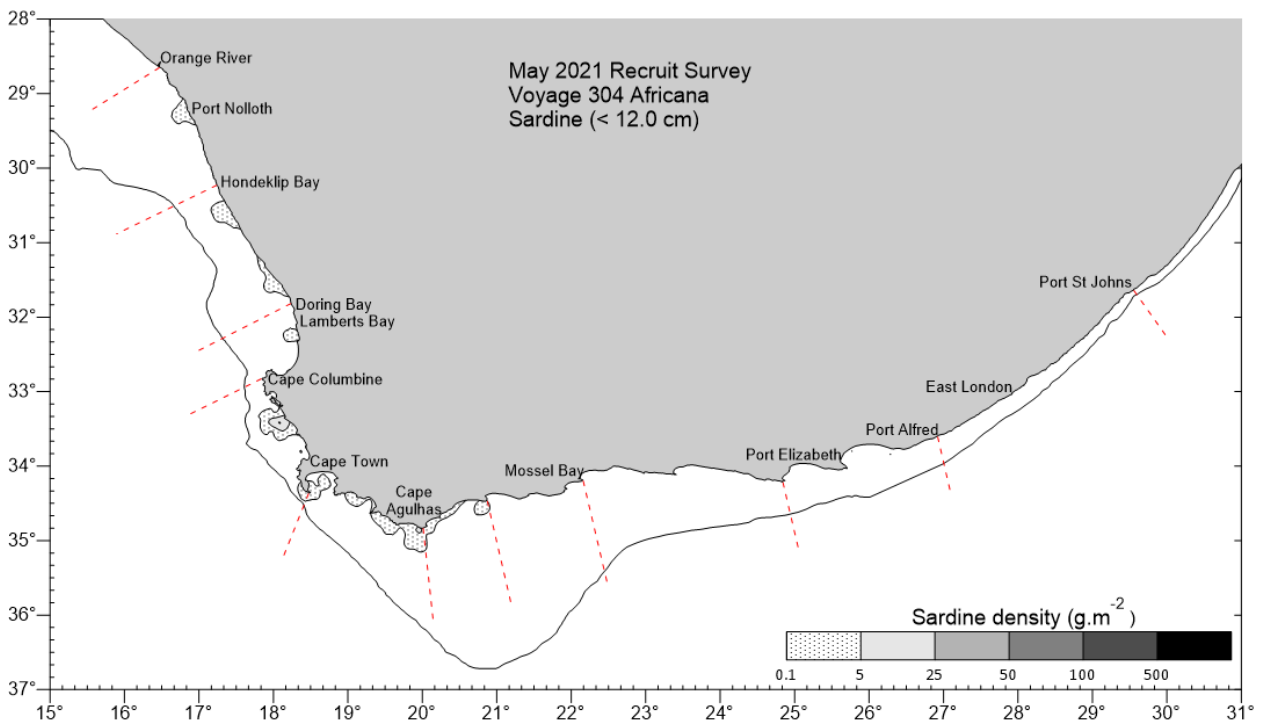 28°
29°
30°
31°
32°
33°
34°
35°
36°
37°
May 2021 Recruit Survey
Voyage 304 Africana
Sardine (< 12.0 cm)
Orange River
Port Nolloth
Hondeklip Bay
Doring Bay
Lamberts Bay
Cape Columbine
Cape Town
Cape
Agulhas
Mossel Bay
Port Elizabeth
Port Alfred
East London
Port St Johns
Sardine density (g.m-2 )
0.1 5 25 50 100 500
15° 16° 17° 18° 19° 20° 21° 22° 23° 24° 25° 26° 27° 28° 29° 30° 31°